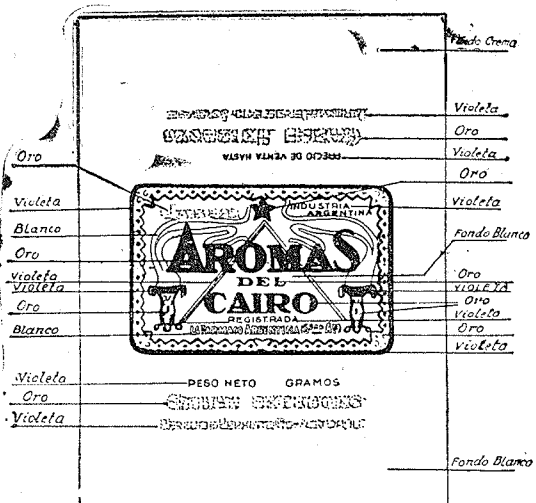 Fondo Crema
Violeta
Oro
Violeta
PRECIO DE VENTA HASTA
Oro
Oro
Violeta
INDUSTRIA
ARGENTINA
Violeta
Blanco
Fondo Blanco
Oro
AROMAS
Violeta
Oro
Violeta
DEL
VIOLETA
Oro
CAIRO
Oro
Violeta
REGISTRADA
Blanco
Oro
Violeta
Violeta
PESO NETO GRAMOS
Oro
Violeta
Fondo Blanco